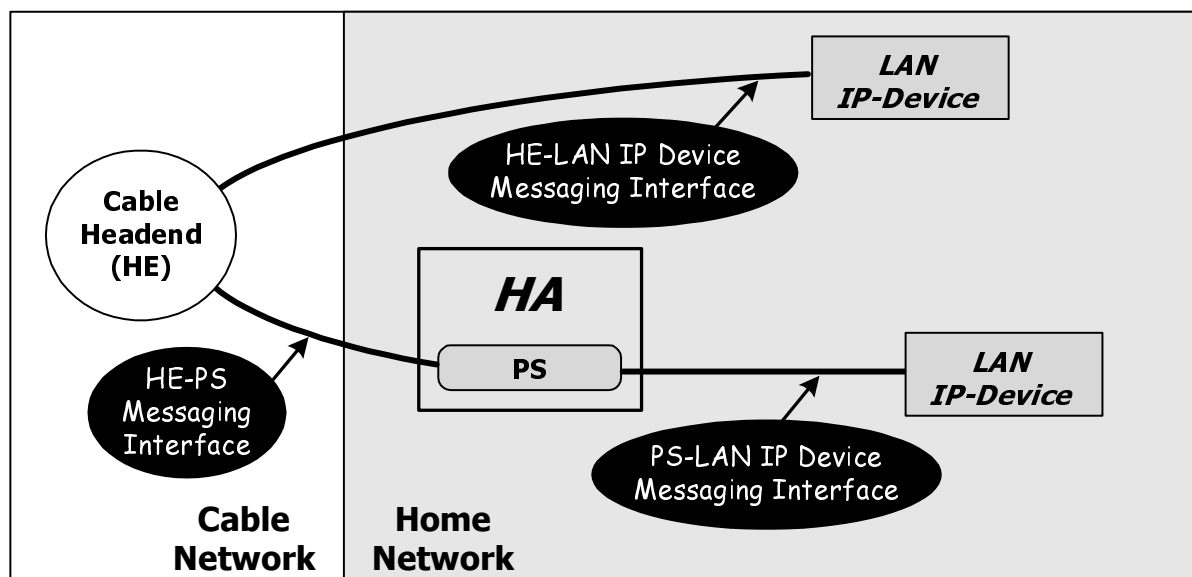 LAN
IP-Device
HE-LAN IP Device
Messaging Interface
Cable
Headend
(HE)
HA
PS
LAN
IP-Device
HE-PS
Messaging
Interface
PS-LAN IP Device
Messaging Interface
Cable
Network
Home
Network